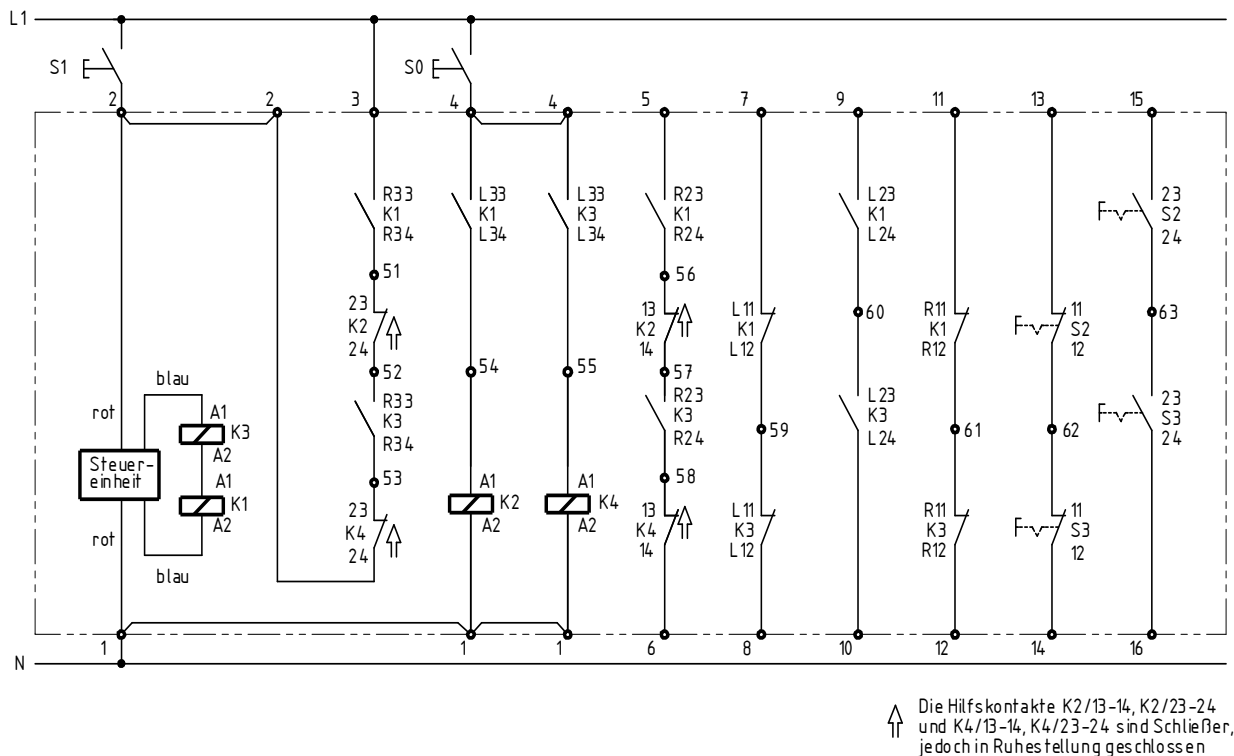 L1
S1
S0
2
2
3
4
4
5
7
9
11
13
15
R33
K1
R34
L33
K1
L34
L33
K3
L34
R23
K1
R24
L23
K1
L24
23
S2
24
51
56
23
K2
24
13
K2
14
L11
K1
L12
60
R11
K1
R12
11
S2
12
63
52
54
55
57
blau
rot
A1
K3
A2
Steuer-
einheit
A1
K1
A2
rot
blau
R33
K3
R34
R23
K3
R24
L23
K3
L24
23
S3
24
59
61
62
53
58
23
K4
24
A1
K2
A2
A1
K4
A2
13
K4
14
L11
K3
L12
R11
K3
R12
11
S3
12
1
1
1
6
8
10
12
14
16
N
Die Hilfskontakte K2/13-14, K2/23-24
und K4/13-14, K4/23-24 sind Schließer,
jedoch in Ruhestellung geschlossen